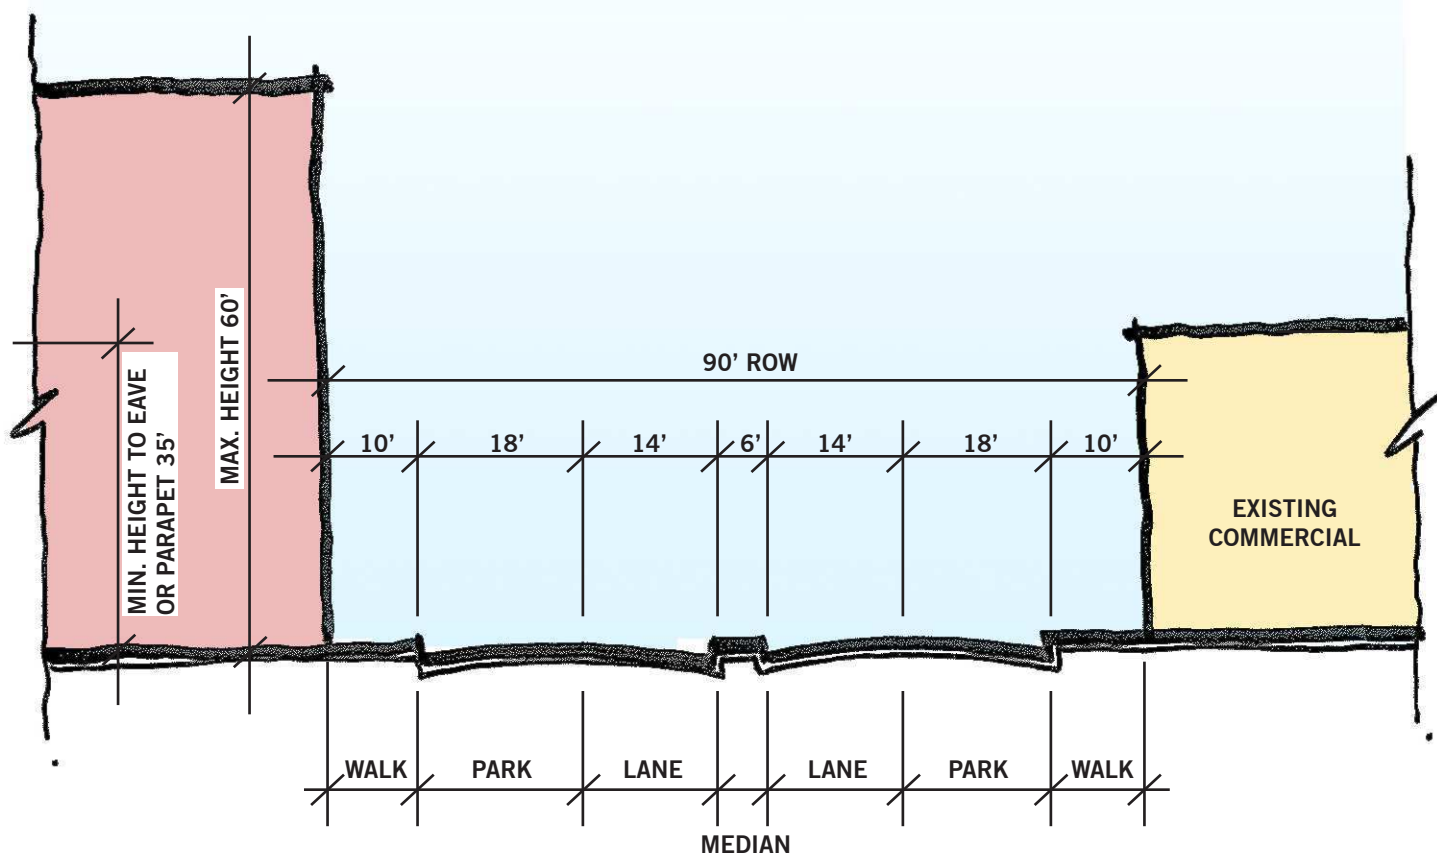 MIN. HEIGHT TO EAVE
OR PARAPET 35’
MAX. HEIGHT 60’
90’ ROW
10’ 18’ 14’ 6’ 14’ 18’ 10’
EXISTING
COMMERCIAL
WALK PARK LANE LANE PARK WALK
MEDIAN